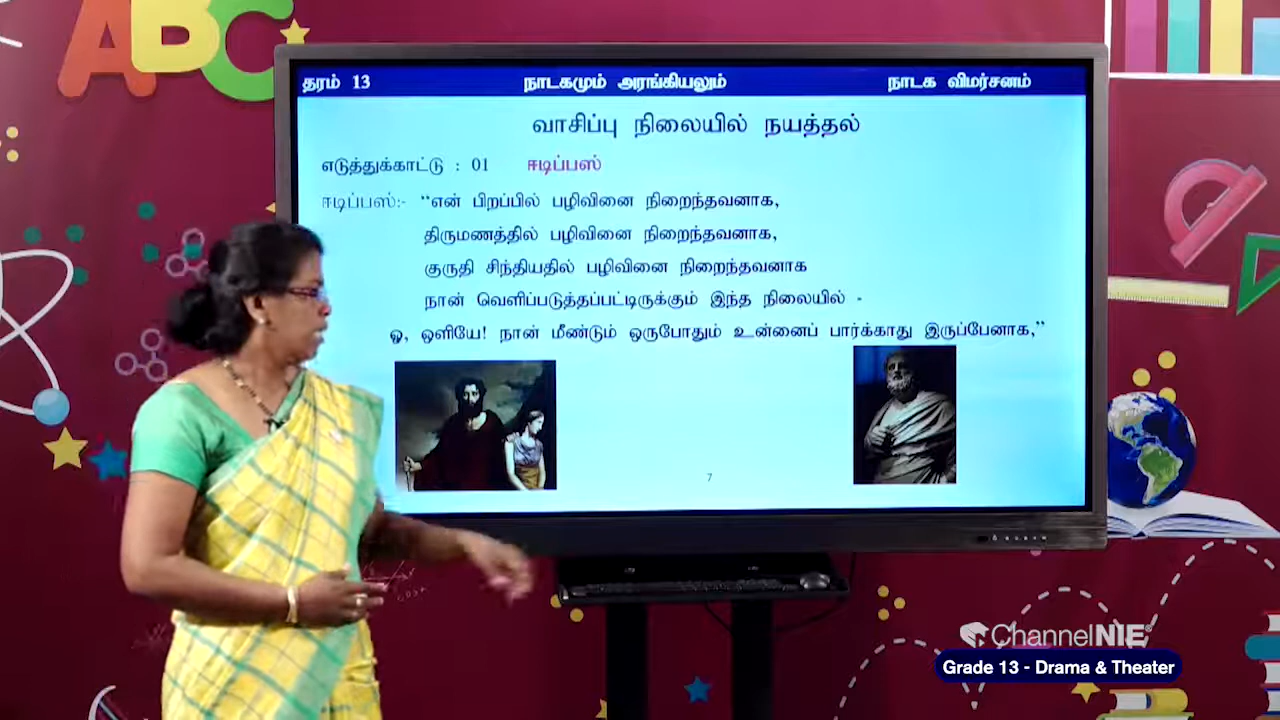 ABC
தரம் 13 நாடகமும் அரங்கியலும் நாடக விமர்சனம்
வாசிப்பு நிலையில் நயத்தல்
எடுத்துக்காட்டு : 01 ஈடிப்பஸ்
ஈடிப்பஸ்:- “என் பிறப்பில் பழிவினை நிறைந்தவனாக,
திருமணத்தில் பழிவினை நிறைந்தவனாக,
குருதி சிந்தியதில் பழிவினை நிறைந்தவனாக
நான் வெளிப்படுத்தப்பட்டிருக்கும் இந்த நிலையில் -
ஓ, ஒளியே! நான் மீண்டும் ஒருபோதும் உன்னைப் பார்க்காது இருப்பேனாக,”
7
ChannelNIE
Grade 13 - Drama & Theater